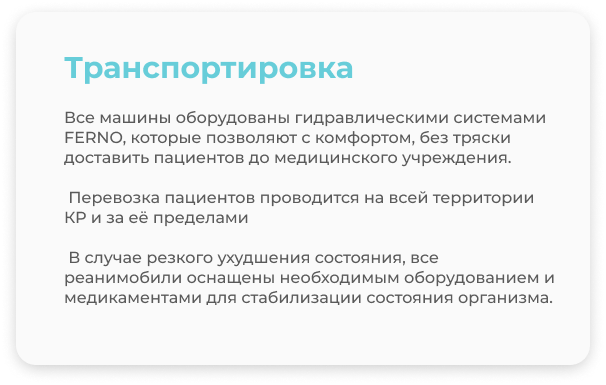 Транспортировка
Все машины оборудованы гидравлическими системами
FERNO, которые позволяют с комфортом, без тряски
доставить пациентов до медицинского учреждения.
Перевозка пациентов проводится на всей территории
КР и за её пределами
В случае резкого ухудшения состояния, все
реанимобили оснащены необходимым оборудованием и
медикаментами для стабилизации состояния организма.